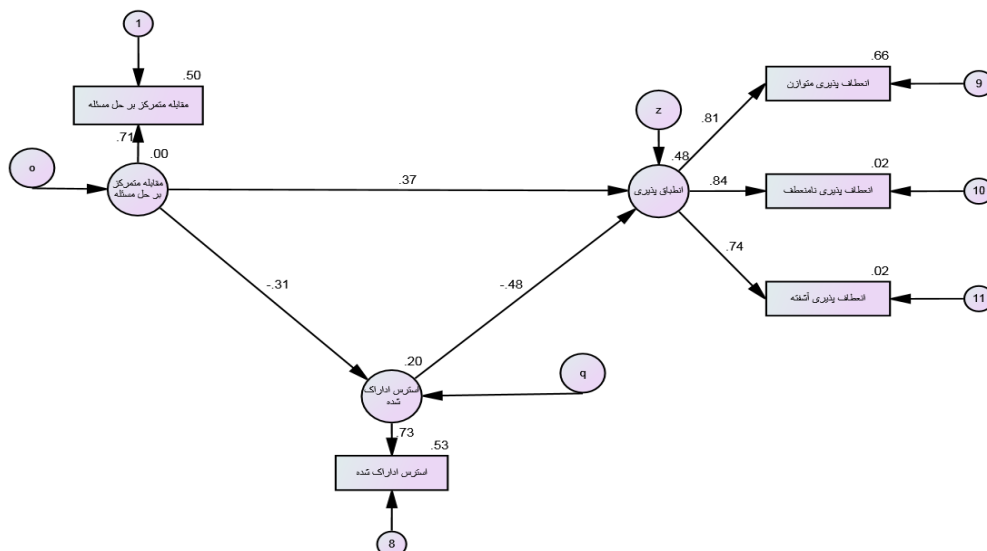 1
.50
مقابله متمرکز بر حل مسئله
.71
.00
o
مقابله متمرکز
بر حل مسئله
.37
-.31
-.48
z
.48
انطباق پذیری
.81
.84
.74
.66
انعطاف پذیری متوازن
9
.02
انعطاف پذیری نامنعطف
10
.02
انعطاف پذیری آشفته
11
.20
استرس اداراک
شده
q
.73
.53
استرس اداراک شده
8